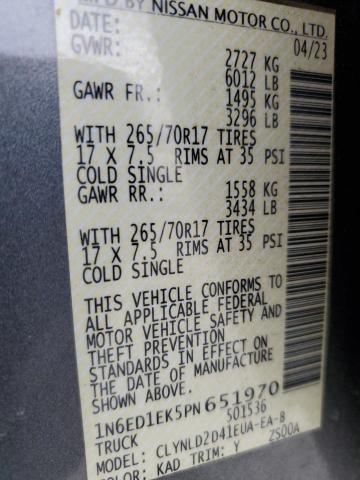 MFD BY NISSAN MOTOR CO., LTD.
DATE: 04/23
GVWR: 2727 KG
6012 LB
GAWR FR.: 1495 KG
3296 LB
WITH 265/70R17 TIRES
17 X 7.5 RIMS AT 35 PSI
COLD SINGLE
GAWR RR.: 1558 KG
3434 LB
WITH 265/70R17 TIRES
17 X 7.5 RIMS AT 35 PSI
COLD SINGLE
THIS VEHICLE CONFORMS TO
ALL APPLICABLE FEDERAL
MOTOR VEHICLE SAFETY AND
THEFT PREVENTION
STANDARDS IN EFFECT ON
THE DATE OF MANUFACTURE
SHOWN ABOVE.
1N6ED1EK5PN651970
TRUCK 501536
MODEL: CLYNLD2D41EUA-EA-B
COLOR: KAD TRIM: Y ZS00A